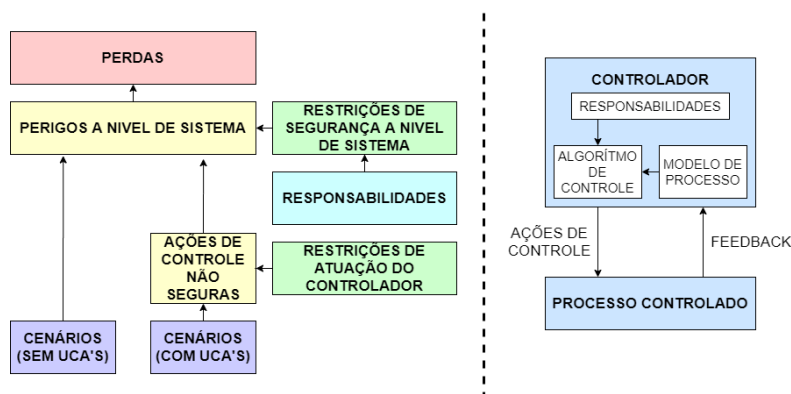 PERDAS
PERIGOS A NIVEL DE SISTEMA
RESTRIÇÕES DE
SEGURANÇA A NIVEL
DE SISTEMA
RESPONSABILIDADES
AÇÕES DE
CONTROLE
NÃO
SEGURAS
RESTRIÇÕES DE
ATUAÇÃO DO
CONTROLADOR
CENÁRIOS
(SEM UCA'S)
CENÁRIOS
(COM UCA'S)
CONTROLADOR
RESPONSABILIDADES
ALGORÍTMO
DE
CONTROLE
MODELO DE
PROCESSO
AÇÕES DE
CONTROLE
FEEDBACK
PROCESSO CONTROLADO